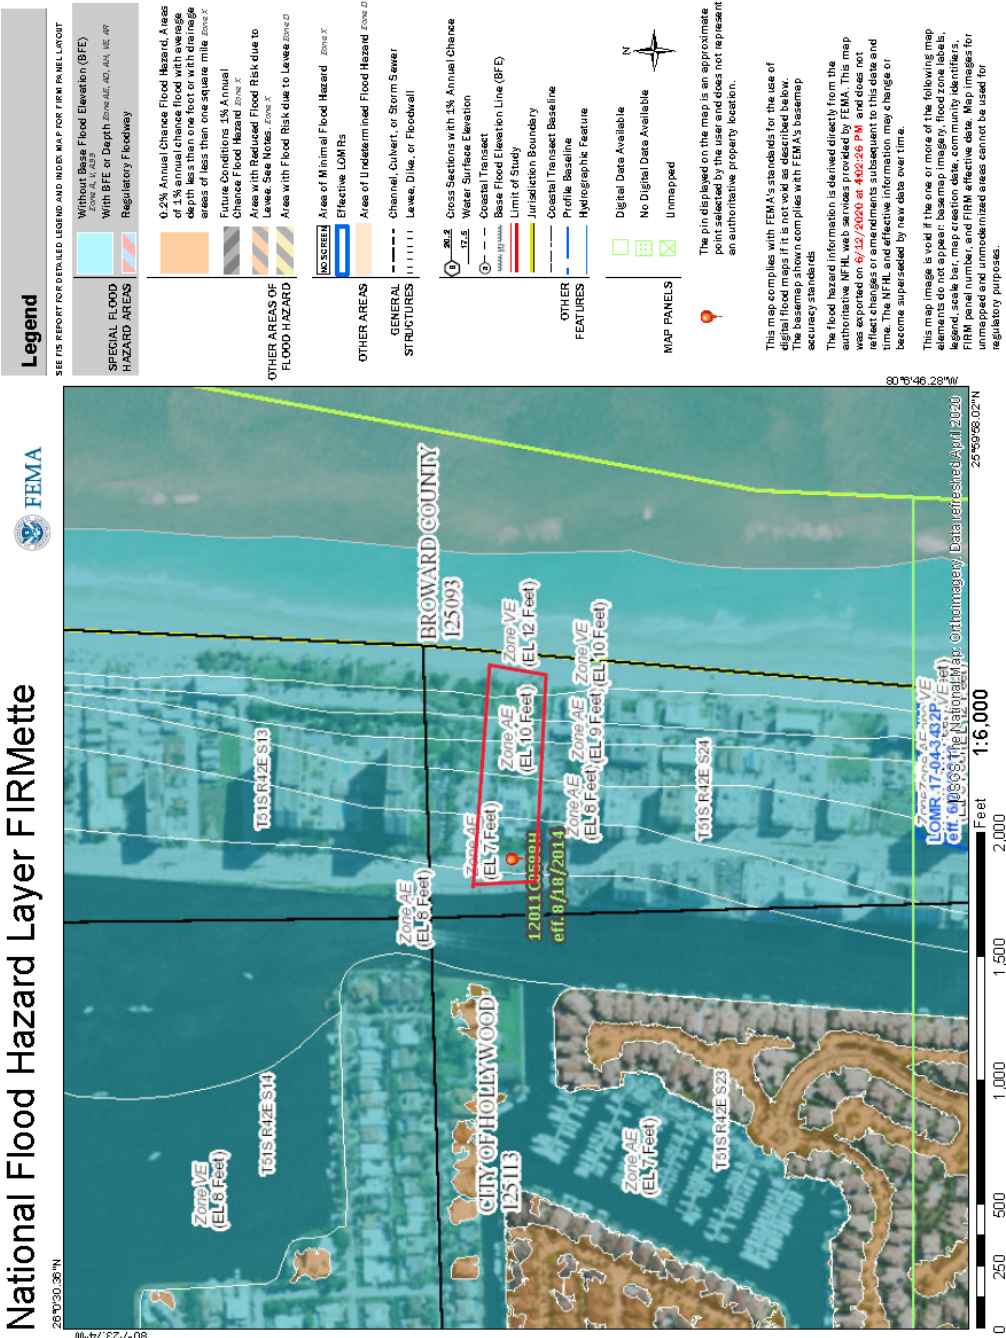 National Flood Hazard Layer FIRMette
FEMA
Legend
SEE FIS REPORT FOR DETAILED LEGEND AND INDEX MAP FOR FIRM PANEL LAYOUT
SPECIAL FLOOD
HAZARD AREAS
Without Base Flood Elevation (BFE)
Zone A, V, A99
With BFE or Depth Zone AE, AO, AH, VE, AR
Regulatory Floodway
0.2% Annual Chance Flood Hazard, Areas
of 1% annual chance flood with average
depth less than one foot or with drainage
areas of less than one square mile Zone X
Future Conditions 1% Annual
Chance Flood Hazard Zone X
Area with Reduced Flood Risk due to
Levee. See Notes. Zone X
Area with Flood Risk due to Levee Zone D
OTHER AREAS OF
FLOOD HAZARD
NO SCREEN
Area of Minimal Flood Hazard Zone X
Effective LOMRs
Area of Undetermined Flood Hazard Zone D
OTHER AREAS
Channel, Culvert, or Storm Sewer
Levee, Dike, or Floodwall
GENERAL
STRUCTURES
B 20.2
17.5
Cross Sections with 1% Annual Chance
Water Surface Elevation
Coastal Transect
Base Flood Elevation Line (BFE)
Limit of Study
Jurisdiction Boundary
Coastal Transect Baseline
Profile Baseline
Hydrographic Feature
OTHER
FEATURES
Digital Data Available
No Digital Data Available
Unmapped
MAP PANELS
N
The pin displayed on the map is an approximate
point selected by the user and does not represent
an authoritative property location.
This map complies with FEMA's standards for the use of
digital flood maps if it is not void as described below.
The basemap shown complies with FEMA's basemap
accuracy standards
The flood hazard information is derived directly from the
authoritative NFHL web services provided by FEMA. This map
was exported on 6/12/2020 at 4:02:26 PM and does not
reflect changes or amendments subsequent to this date and
time. The NFHL and effective information may change or
become superseded by new data over time.
This map image is void if the one or more of the following map
elements do not appear: basemap imagery, flood zone labels,
legend, scale bar, map creation date, community identifiers,
FIRM panel number, and FIRM effective date. Map images for
unmapped and unmodernized areas cannot be used for
regulatory purposes.
26°0'30.36"N
80°6'46.28"W
25°59'58.02"N
Zone VE
(EL 8 Feet)
T51S R42E S14
T51S R42E S13
Zone AE
(EL 8 Feet)
BROWARD COUNTY
125093
CITY OF HOLLYWOOD
125113
Zone AE
(EL 7 Feet)
Zone AE
(EL 10 Feet)
Zone VE
(EL 12 Feet)
eff. 8/18/2014
Zone AE
(EL 8 Feet)
Zone AE
(EL 9 Feet)
Zone VE
(EL 10 Feet)
Zone AE
(EL 7 Feet)
T51S R42E S23
T51S R42E S24
LOMR 17-04-3432P
USGS The National Map: Orthoimagery. Data refreshed April 2020
0
250
500
1,000
1,500
2,000
Feet
1:6,000